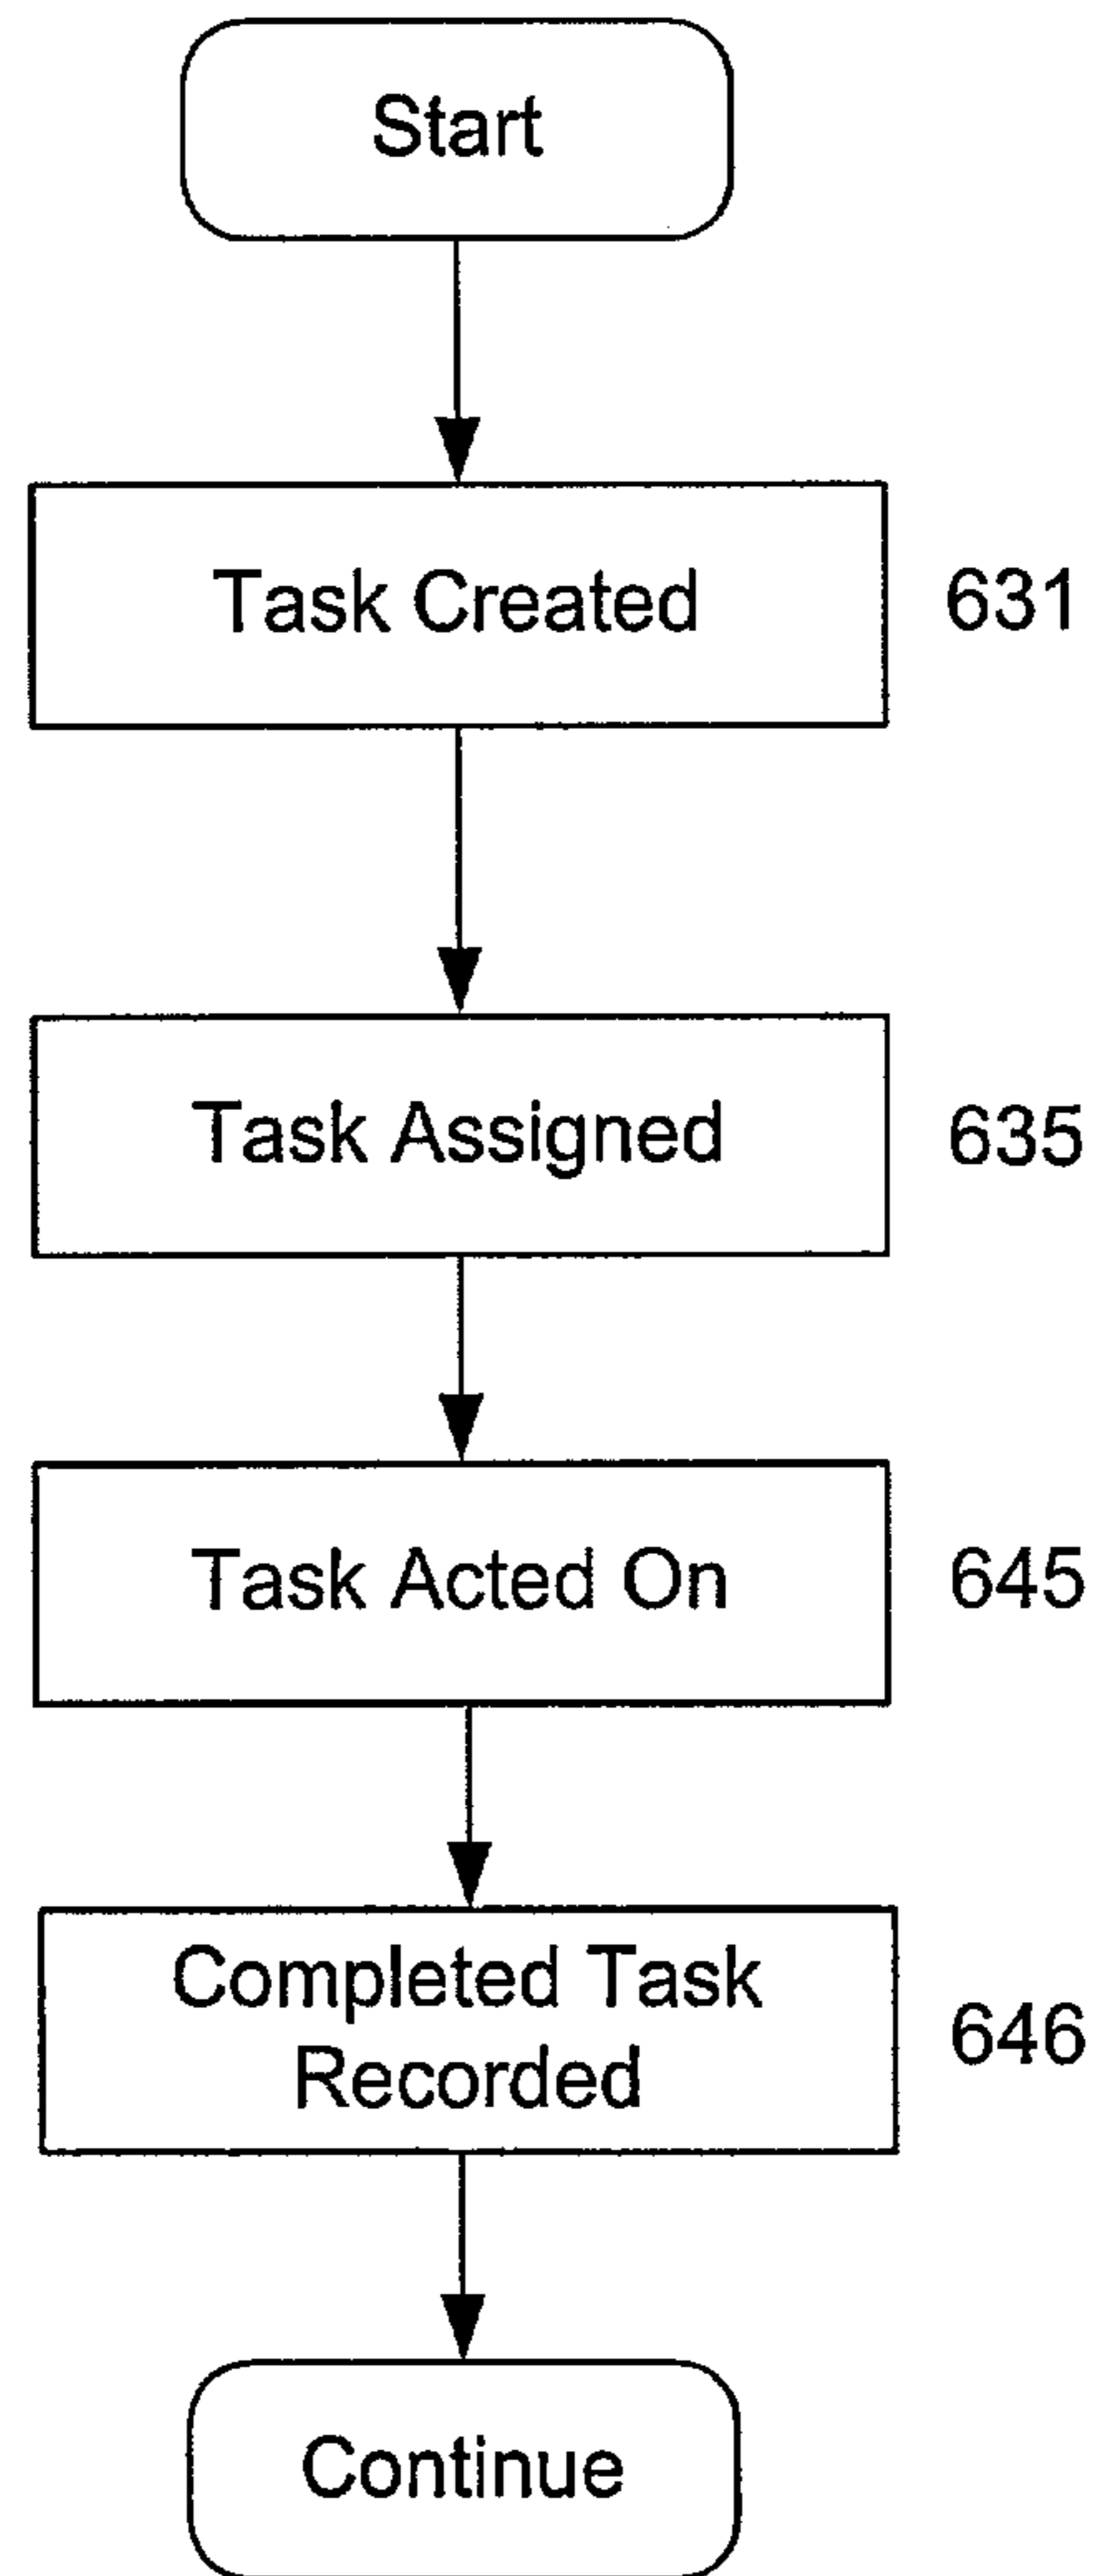 Start
Task Created 631
Task Assigned 635
Task Acted On 645
Completed Task
Recorded
646
Continue